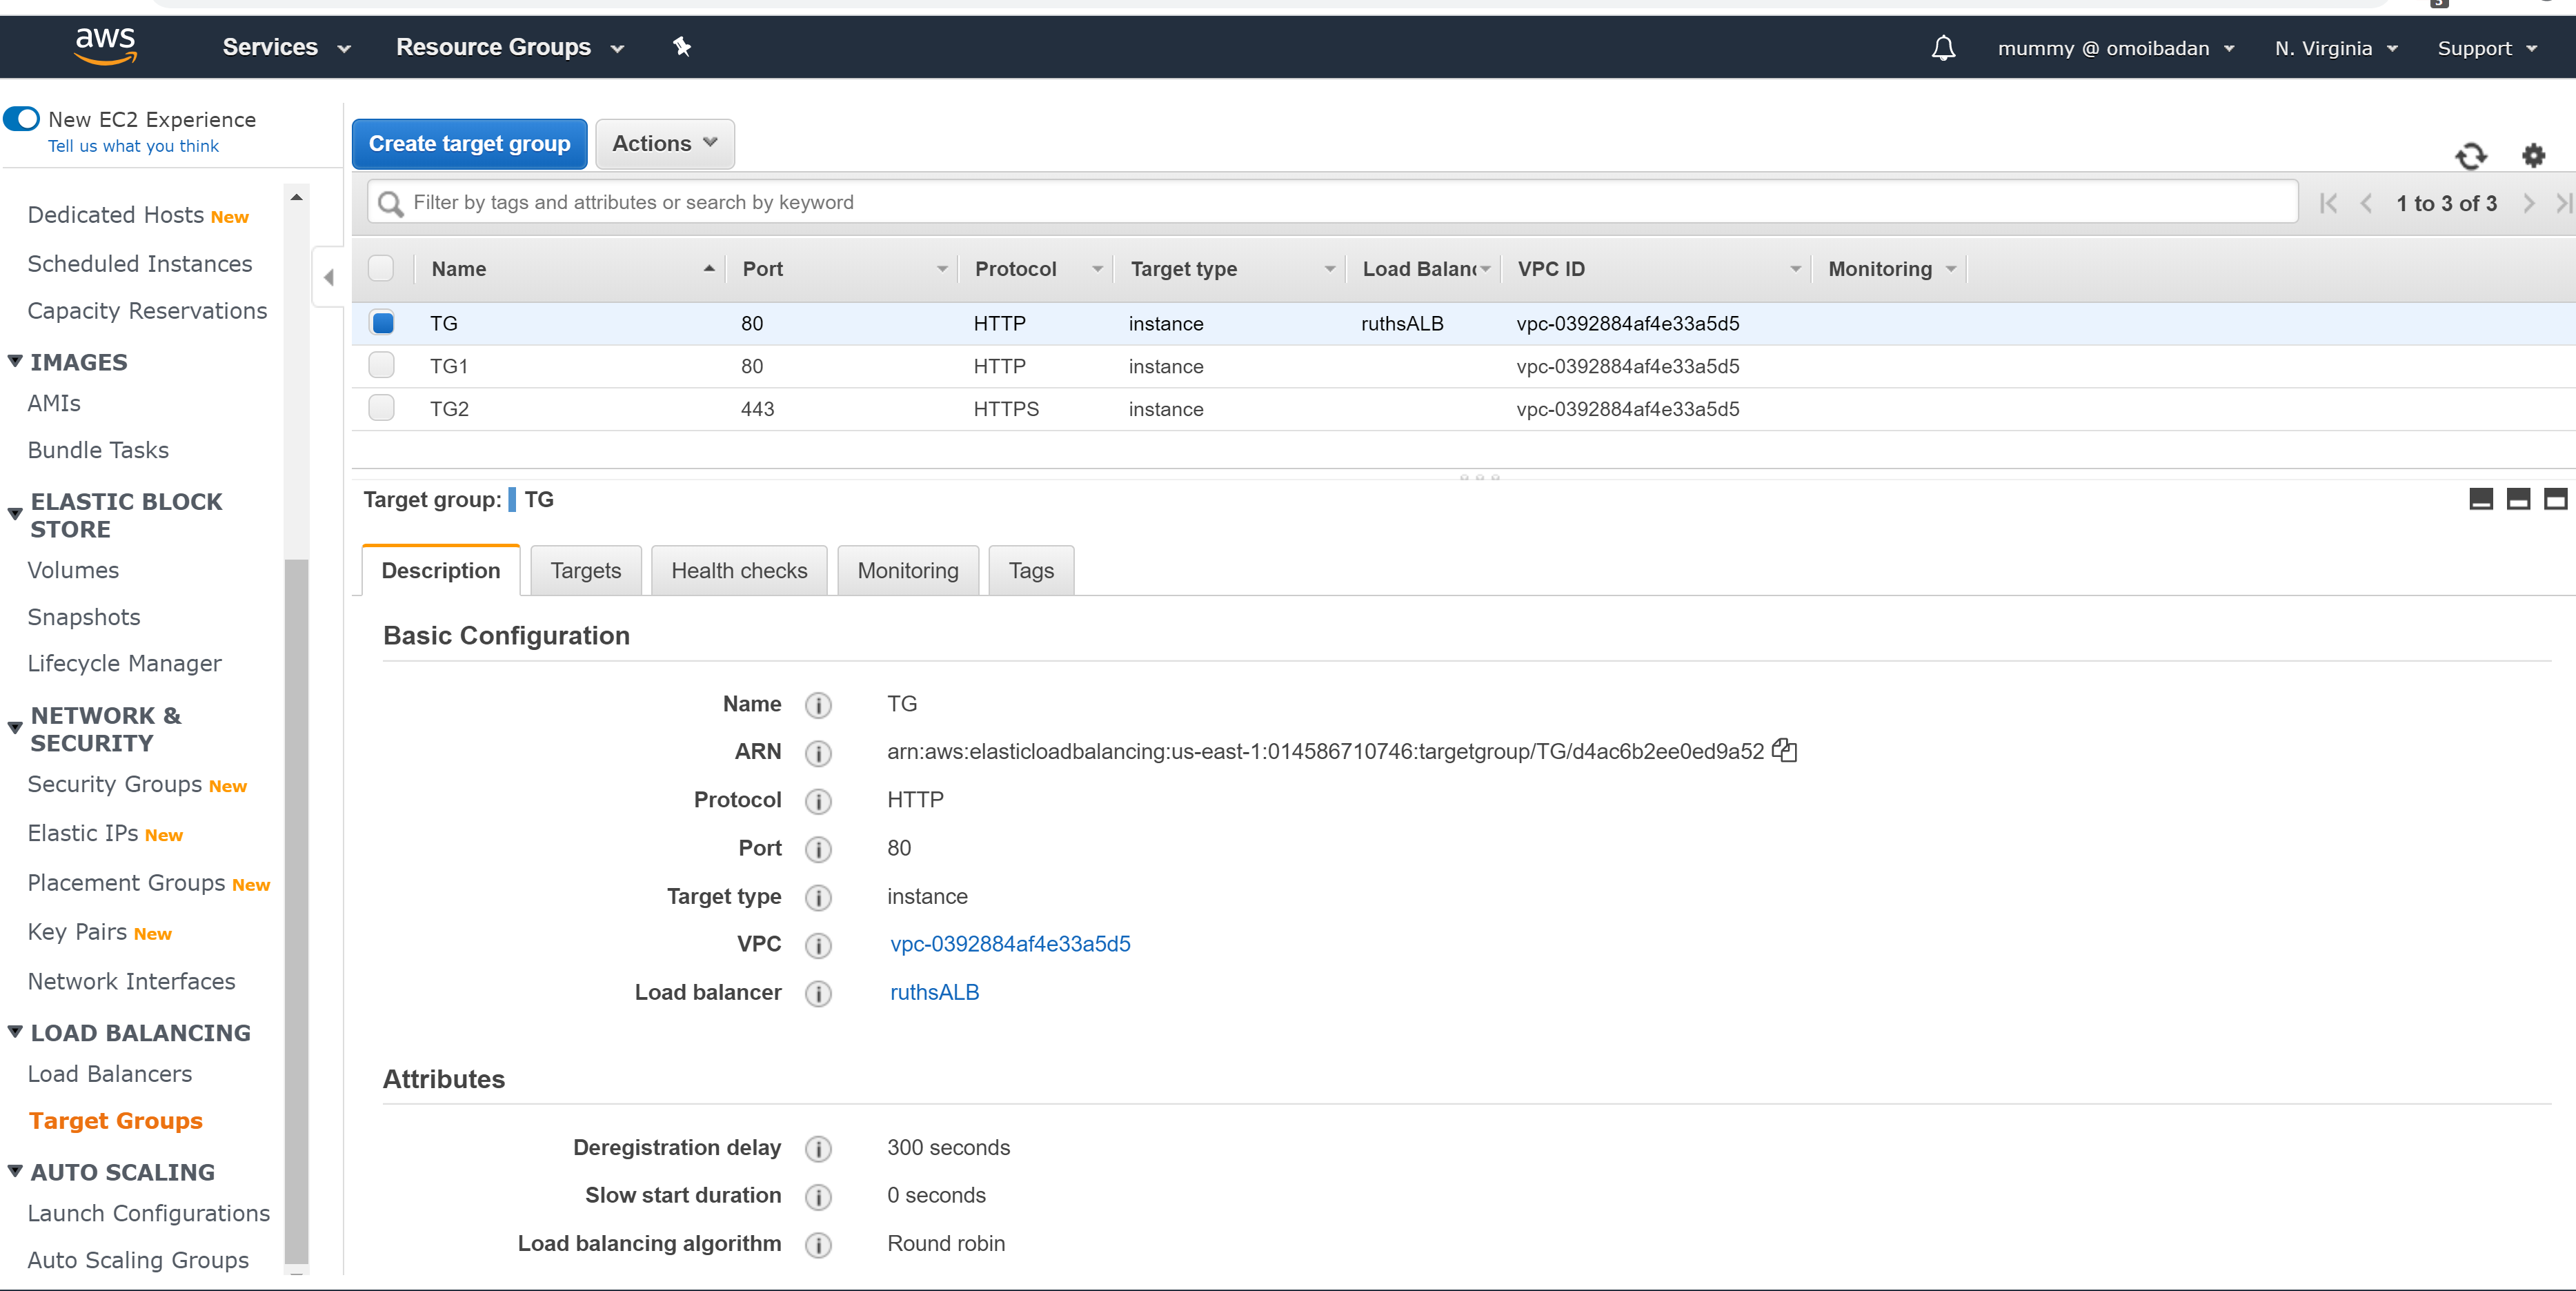 3
aws Services Resource Groups mummy @ omoibadan N. Virginia Support
New EC2 Experience
Tell us what you think
Dedicated Hosts New
Scheduled Instances
Capacity Reservations
IMAGES
AMIs
Bundle Tasks
ELASTIC BLOCK
STORE
Volumes
Snapshots
Lifecycle Manager
NETWORK &
SECURITY
Security Groups New
Elastic IPs New
Placement Groups New
Key Pairs New
Network Interfaces
LOAD BALANCING
Load Balancers
Target Groups
AUTO SCALING
Launch Configurations
Auto Scaling Groups
Create target group Actions
Filter by tags and attributes or search by keyword 1 to 3 of 3
Name Port Protocol Target type Load Balanc VPC ID Monitoring
TG 80 HTTP instance ruthsALB vpc-0392884af4e33a5d5
TG1 80 HTTP instance vpc-0392884af4e33a5d5
TG2 443 HTTPS instance vpc-0392884af4e33a5d5
Target group: TG
Description Targets Health checks Monitoring Tags
Basic Configuration
Name TG
ARN arn:aws:elasticloadbalancing:us-east-1:014586710746:targetgroup/TG/d4ac6b2ee0ed9a52
Protocol HTTP
Port 80
Target type instance
VPC vpc-0392884af4e33a5d5
Load balancer ruthsALB
Attributes
Deregistration delay 300 seconds
Slow start duration 0 seconds
Load balancing algorithm Round robin